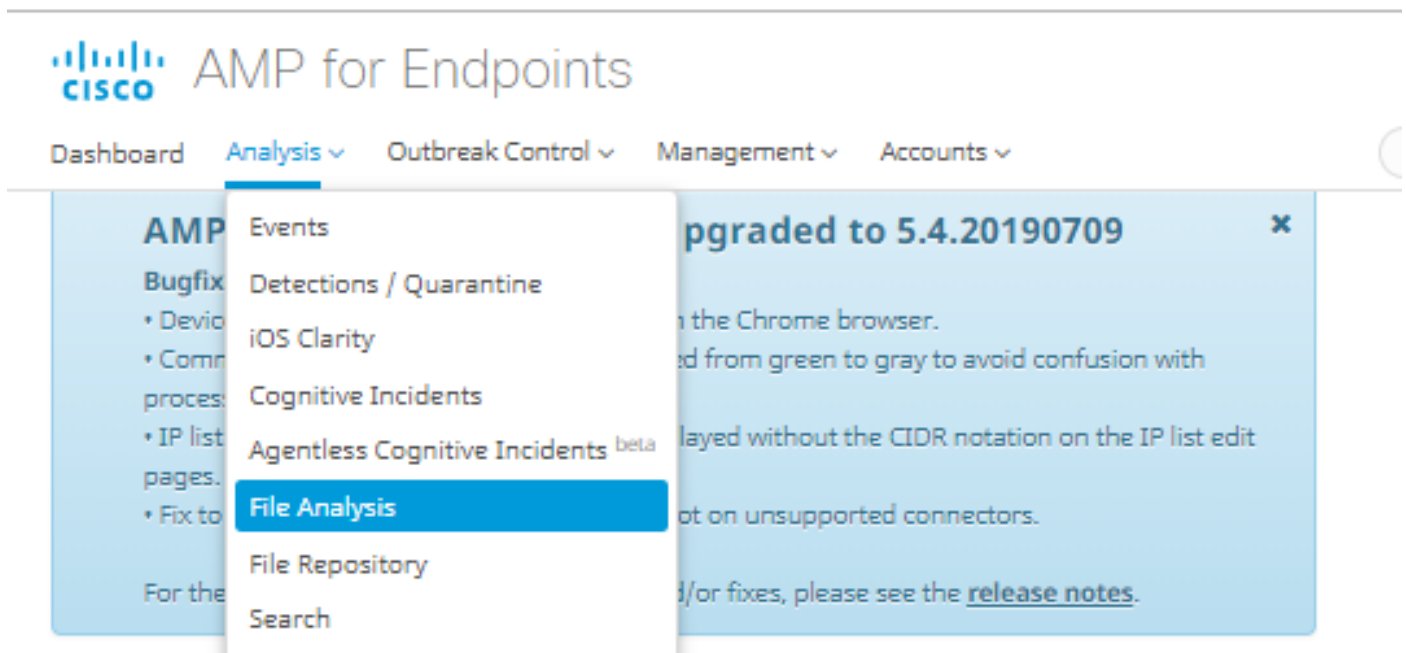 CISCO AMP for Endpoints
Dashboard Analysis Outbreak Control Management Accounts
AMP pgraded to 5.4.20190709
Events
Bugfix
Detections / Quarantine
• Devic the Chrome browser.
iOS Clarity
• Comm ed from green to gray to avoid confusion with
proces
Cognitive Incidents
• IP list layed without the CIDR notation on the IP list edit
Agentless Cognitive Incidents beta
pages.
File Analysis
• Fix to ot on unsupported connectors.
File Repository
For the d/or fixes, please see the release notes.
Search